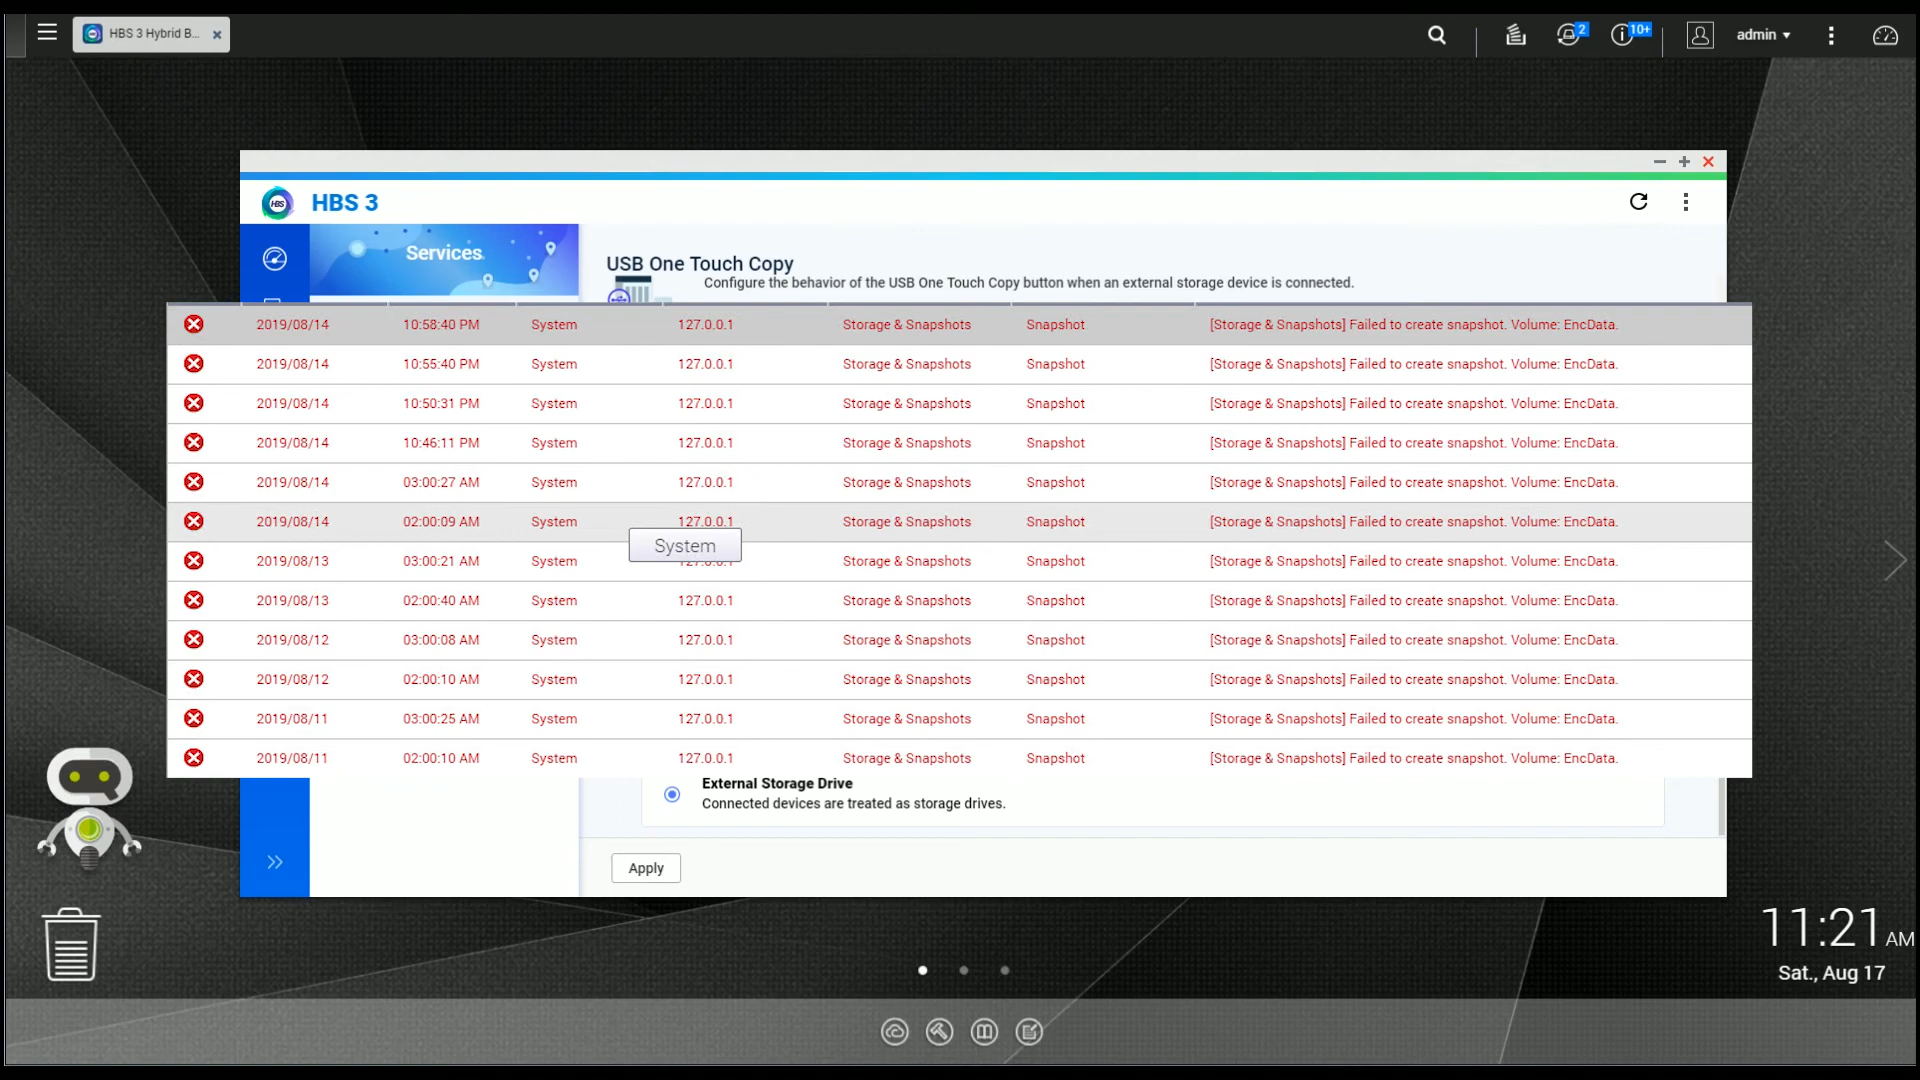 HBS 3 Hybrid B...
2
10+
admin
HBS
HBS 3
Services
USB One Touch Copy
Configure the behavior of the USB One Touch Copy button when an external storage device is connected.
2019/08/14 10:58:40 PM System 127.0.0.1 Storage & Snapshots Snapshot [Storage & Snapshots] Failed to create snapshot. Volume: EncData.
2019/08/14 10:55:40 PM System 127.0.0.1 Storage & Snapshots Snapshot [Storage & Snapshots] Failed to create snapshot. Volume: EncData.
2019/08/14 10:50:31 PM System 127.0.0.1 Storage & Snapshots Snapshot [Storage & Snapshots] Failed to create snapshot. Volume: EncData.
2019/08/14 10:46:11 PM System 127.0.0.1 Storage & Snapshots Snapshot [Storage & Snapshots] Failed to create snapshot. Volume: EncData.
2019/08/14 03:00:27 AM System 127.0.0.1 Storage & Snapshots Snapshot [Storage & Snapshots] Failed to create snapshot. Volume: EncData.
2019/08/14 02:00:09 AM System 127.0.0.1 Storage & Snapshots Snapshot [Storage & Snapshots] Failed to create snapshot. Volume: EncData.
System
2019/08/13 03:00:21 AM System 127.0.0.1 Storage & Snapshots Snapshot [Storage & Snapshots] Failed to create snapshot. Volume: EncData.
2019/08/13 02:00:40 AM System 127.0.0.1 Storage & Snapshots Snapshot [Storage & Snapshots] Failed to create snapshot. Volume: EncData.
2019/08/12 03:00:08 AM System 127.0.0.1 Storage & Snapshots Snapshot [Storage & Snapshots] Failed to create snapshot. Volume: EncData.
2019/08/12 02:00:10 AM System 127.0.0.1 Storage & Snapshots Snapshot [Storage & Snapshots] Failed to create snapshot. Volume: EncData.
2019/08/11 03:00:25 AM System 127.0.0.1 Storage & Snapshots Snapshot [Storage & Snapshots] Failed to create snapshot. Volume: EncData.
2019/08/11 02:00:10 AM System 127.0.0.1 Storage & Snapshots Snapshot [Storage & Snapshots] Failed to create snapshot. Volume: EncData.
External Storage Drive
Connected devices are treated as storage drives.
Apply
11:21 AM
Sat., Aug 17